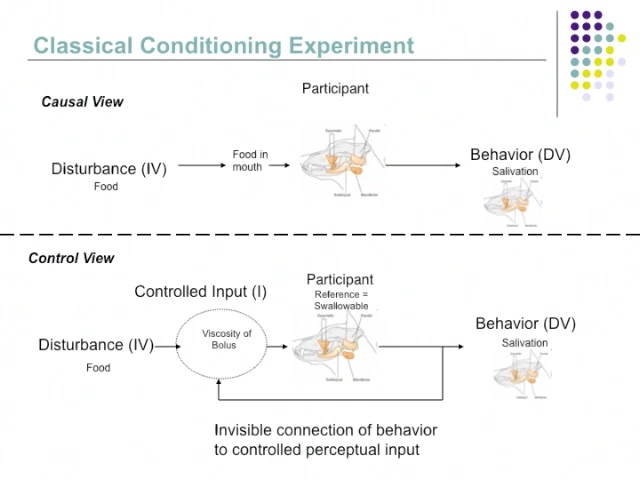 Classical Conditioning Experiment
Participant
Causal View
Disturbance (IV)
Food
Food in
mouth
Behavior (DV)
Salivation
Control View
Controlled Input (I)
Participant
Reference =
Swallowable
Disturbance (IV)
Food
Viscosity of
Bolus
Behavior (DV)
Salivation
Invisible connection of behavior
to controlled perceptual input